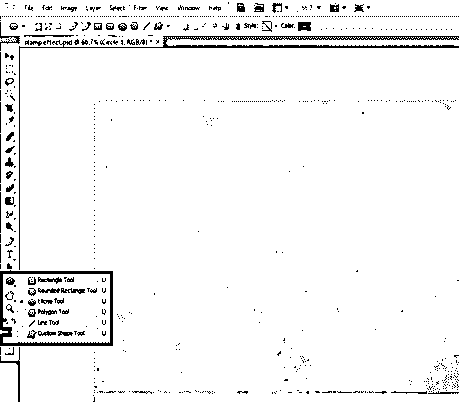 File Edit Image Layer Select Filter View Window Help
Style: Color:
stamp effect.psd @ 66.7% (Circle 1, RGB/8) * ×
Rectangle Tool U
Rounded Rectangle Tool U
Ellipse Tool U
Polygon Tool U
Line Tool U
Custom Shape Tool U